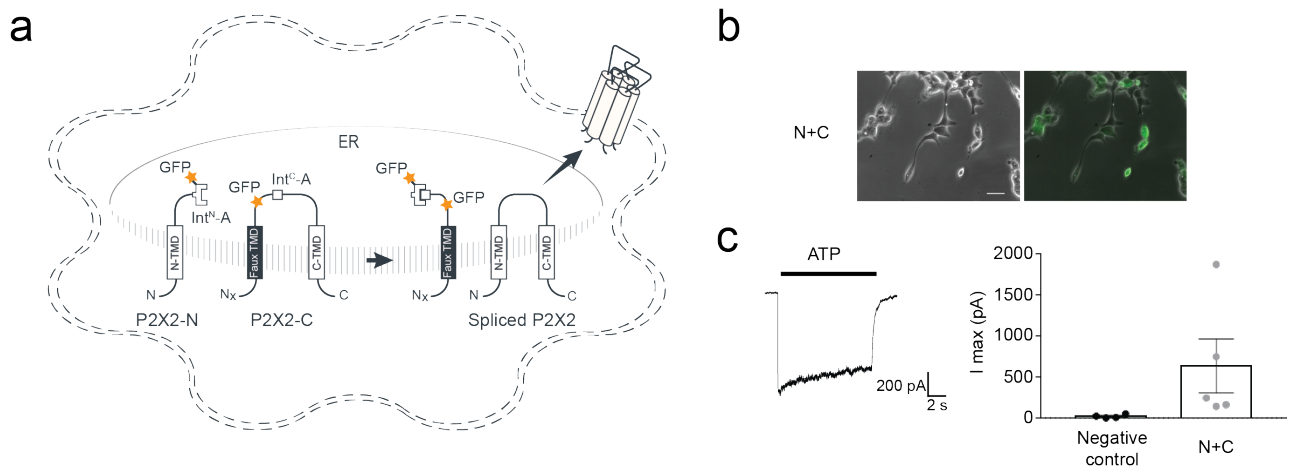 a
ER
GFP
Int^C-A
GFP
Int^N-A
GFP
GFP
N-TMD
Faux TMD
C-TMD
Faux TMD
N-TMD
C-TMD
N
Nx
C
Nx
N
C
P2X2-N
P2X2-C
Spliced P2X2
b
N+C
c
ATP
200 pA
2 s
I max (pA)
2000
1500
1000
500
0
Negative
control
N+C